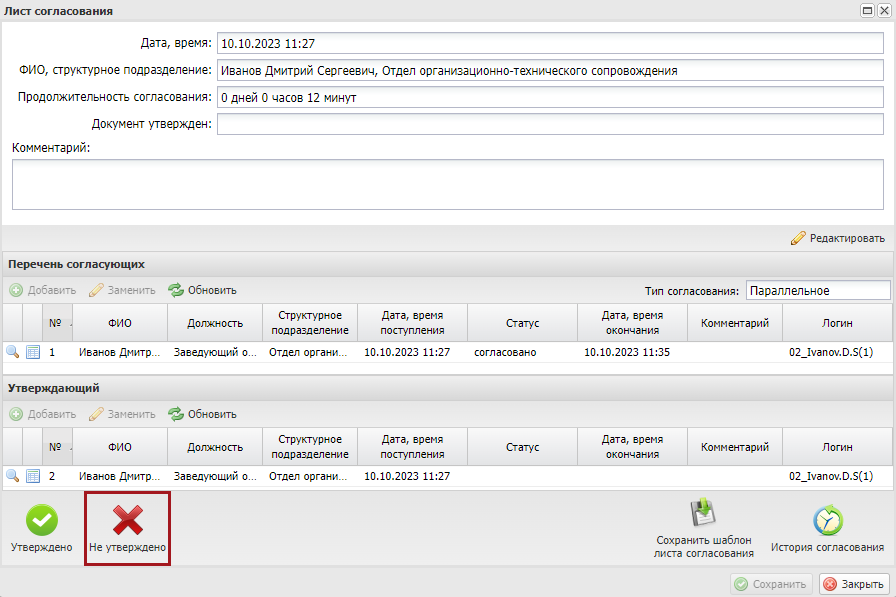 Лист согласования
Дата, время: 10.10.2023 11:27
ФИО, структурное подразделение: Иванов Дмитрий Сергеевич, Отдел организационно-технического сопровождения
Продолжительность согласования: 0 дней 0 часов 12 минут
Документ утвержден:
Комментарий:
Редактировать
Перечень согласующих
Добавить Заменить Обновить Тип согласования: Параллельное
№ ФИО Должность Структурное подразделение Дата, время поступления Статус Дата, время окончания Комментарий Логин
1 Иванов Дмитр... Заведующий о... Отдел органи... 10.10.2023 11:27 согласовано 10.10.2023 11:35 02_Ivanov.D.S(1)
Утверждающий
Добавить Заменить Обновить
№ ФИО Должность Структурное подразделение Дата, время поступления Статус Дата, время окончания Комментарий Логин
2 Иванов Дмитр... Заведующий о... Отдел органи... 10.10.2023 11:27 02_Ivanov.D.S(1)
Утверждено Не утверждено Сохранить шаблон листа согласования История согласования
Сохранить Закрыть